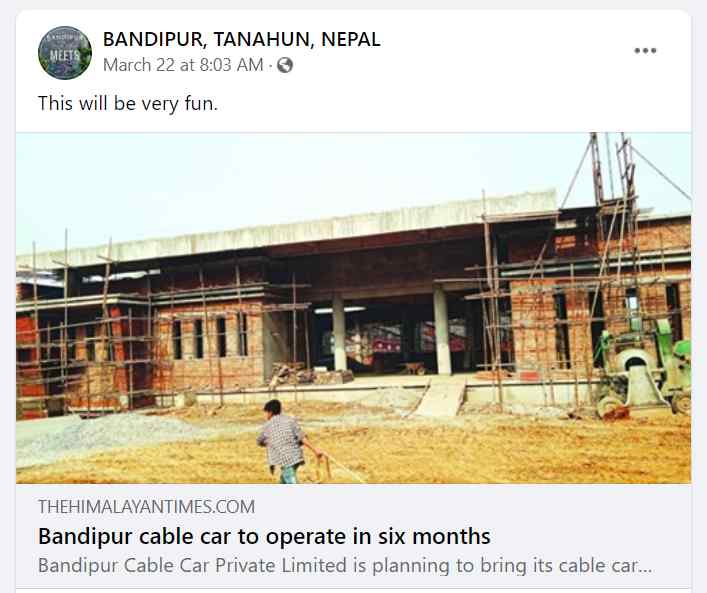 BANDIPUR
MEETS
BANDIPUR, TANAHUN, NEPAL
March 22 at 8:03 AM ·
This will be very fun.
THEHIMALAYANTIMES.COM
Bandipur cable car to operate in six months
Bandipur Cable Car Private Limited is planning to bring its cable car...